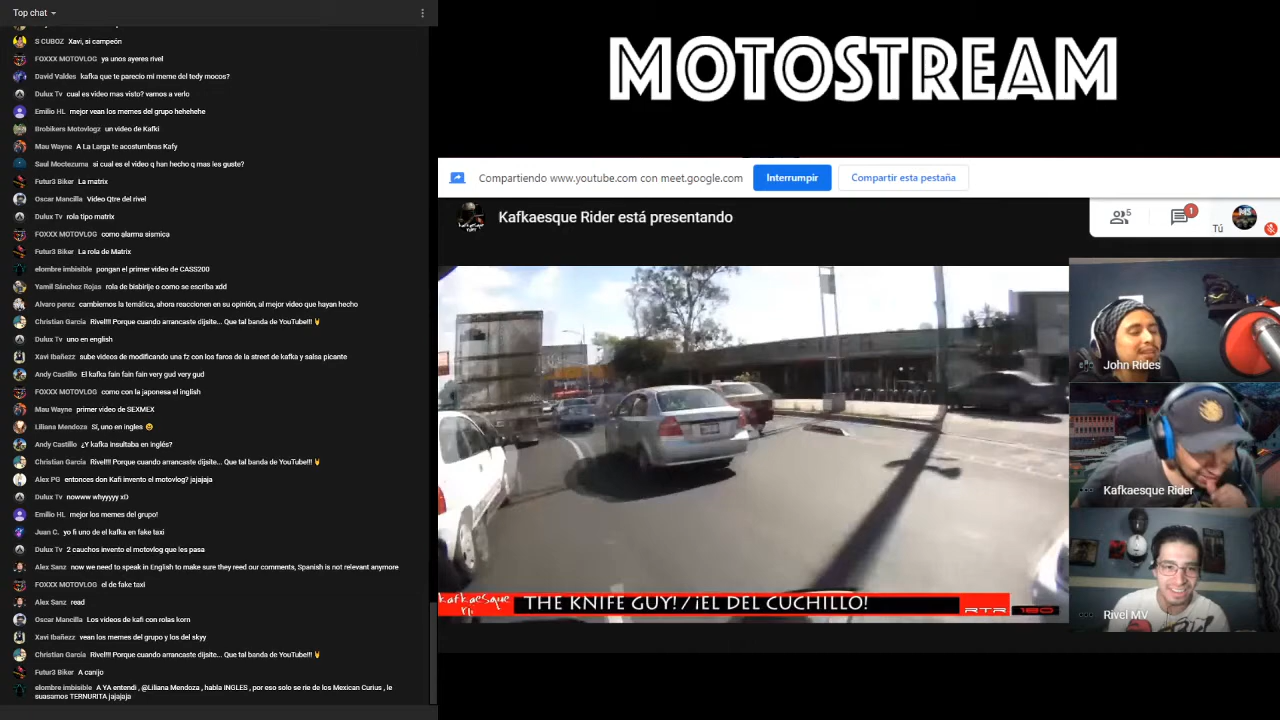 Top chat
S CUBOZ Xavi, si campeón
FOXXX MOTOVLOG ya unos ayeres rivel
David Valdes kafka que te parecio mi meme del tedy mocos?
Dulux Tv cual es video mas visto? vamos a verlo
Emilio HL mejor vean los memes del grupo hehehehe
Brobikers Motovlogz un video de Kafki
Mau Wayne A La Larga te acostumbras Kafy
Saul Moctezuma si cual es el video q han hecho q mas les guste?
Futur3 Biker La matrix
Oscar Mancilla Video Qtre del rivel
Dulux Tv rola tipo matrix
FOXXX MOTOVLOG como alarma sismica
Futur3 Biker La rola de Matrix
elombre imbisible pongan el primer video de CASS200
Yamil Sánchez Rojas rola de bisbirije o como se escriba xdd
Alvaro perez cambiemos la temática, ahora reaccionen en su opinión, al mejor video que hayan hecho
Christian Garcia Rivel!!! Porque cuando arrancaste dijsite... Que tal banda de YouTube!!! 🤘
Dulux Tv uno en english
Xavi Ibañezz sube videos de modificando una fz con los faros de la street de kafka y salsa picante
Andy Castillo El kafka fain fain fain very gud very gud
FOXXX MOTOVLOG como con la japonesa el inglish
Mau Wayne primer video de SEXMEX
Liliana Mendoza Sí, uno en ingles 😆
Andy Castillo ¿Y kafka insultaba en inglés?
Christian Garcia Rivel!!! Porque cuando arrancaste dijsite... Que tal banda de YouTube!!! 🤘
Alex PG entonces don Kafi invento el motovlog? jajajaja
Dulux Tv nowww whyyyyy xD
Emilio HL mejor los memes del grupo!
Juan C. yo fi uno de el kafka en fake taxi
Dulux Tv 2 cauchos invento el motovlog que les pasa
Alex Sanz now we need to speak in English to make sure they reed our comments, Spanish is not relevant anymore
FOXXX MOTOVLOG el de fake taxi
Alex Sanz read
Oscar Mancilla Los videos de kafi con rolas korn
Xavi Ibañezz vean los memes del grupo y los del skyy
Christian Garcia Rivel!!! Porque cuando arrancaste dijsite... Que tal banda de YouTube!!! 🤘
Futur3 Biker A canijo
elombre imbisible A YA entendi , @Liliana Mendoza , habla INGLES , por eso solo se rie de los Mexican Curius , le
suasamos TERNURITA jajajaja
MOTOSTREAM
Compartiendo www.youtube.com con meet.google.com
Interrumpir
Compartir esta pestaña
Kafkaesque Rider está presentando
5
1
Tú
MS
John Rides
Kafkaesque Rider
Rivel MV
kafkaesque
THE KNIFE GUY! / ¡EL DEL CUCHILLO!
RTR 180